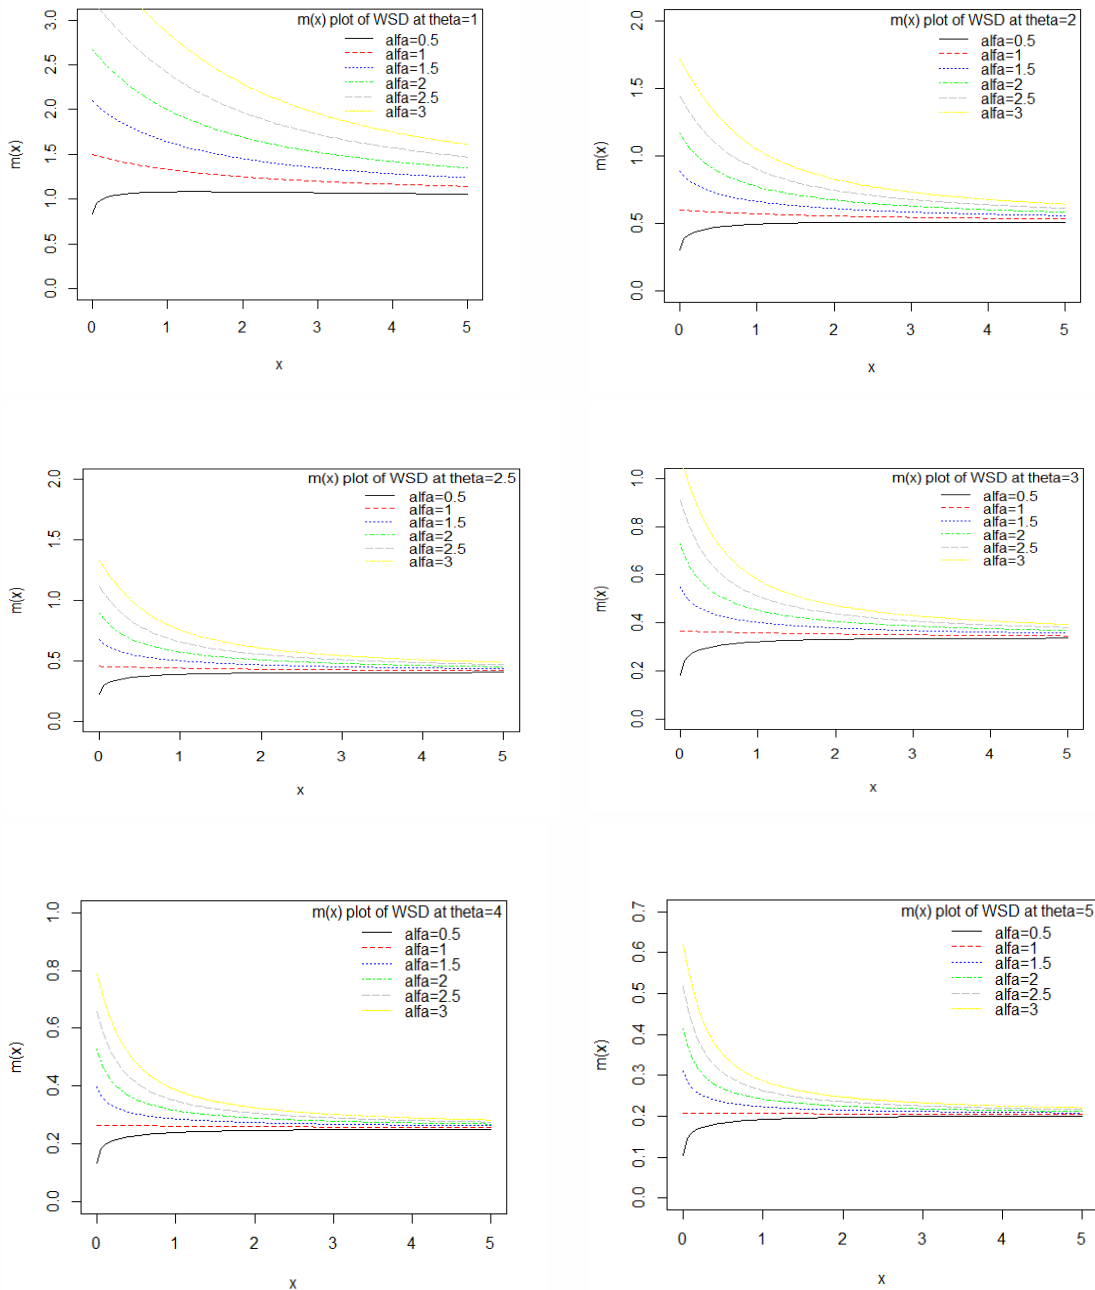 m(x) plot of WSD at theta=1
alfa=0.5
alfa=1
alfa=1.5
alfa=2
alfa=2.5
alfa=3
3.0
2.5
2.0
1.5
1.0
0.5
0.0
m(x)
0 1 2 3 4 5
x
m(x) plot of WSD at theta=2
alfa=0.5
alfa=1
alfa=1.5
alfa=2
alfa=2.5
alfa=3
2.0
1.5
1.0
0.5
0.0
m(x)
0 1 2 3 4 5
x
m(x) plot of WSD at theta=2.5
alfa=0.5
alfa=1
alfa=1.5
alfa=2
alfa=2.5
alfa=3
2.0
1.5
1.0
0.5
0.0
m(x)
0 1 2 3 4 5
x
m(x) plot of WSD at theta=3
alfa=0.5
alfa=1
alfa=1.5
alfa=2
alfa=2.5
alfa=3
1.0
0.8
0.6
0.4
0.2
0.0
m(x)
0 1 2 3 4 5
x
m(x) plot of WSD at theta=4
alfa=0.5
alfa=1
alfa=1.5
alfa=2
alfa=2.5
alfa=3
1.0
0.8
0.6
0.4
0.2
0.0
m(x)
0 1 2 3 4 5
x
m(x) plot of WSD at theta=5
alfa=0.5
alfa=1
alfa=1.5
alfa=2
alfa=2.5
alfa=3
0.7
0.6
0.5
0.4
0.3
0.2
0.1
0.0
m(x)
0 1 2 3 4 5
x